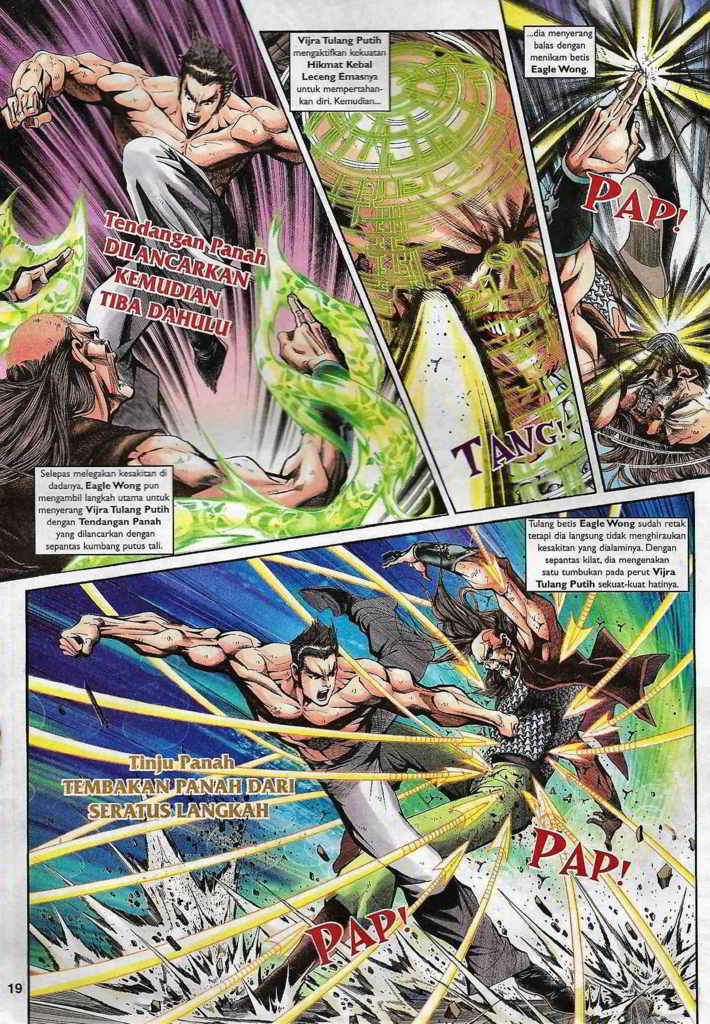 Tendangan Panah
DILANCARKAN
KEMUDIAN
TIBA DAHULU
Selepas melegakan kesakitan di
dadanya, Eagle Wong pun
mengambil langkah utama untuk
menyerang Vijra Tulang Putih
dengan Tendangan Panah
yang dilancarkan dengan
sepantas kumbang putus tali.
Vijra Tulang Putih
mengaktifkan kekuatan
Hikmat Kebal
Leceng Emasnya
untuk mempertahan-
kan diri. Kemudian...
TANG!
...dia menyerang
balas dengan
menikam betis
Eagle Wong.
PAP!
Tulang betis Eagle Wong sudah retak
tetapi dia langsung tidak menghiraukan
kesakitan yang dialaminya. Dengan
sepantas kilat, dia mengenakan
satu tumbukan pada perut Vijra
Tulang Putih sekuat-kuat hatinya.
Tinju Panah
TEMBAKAN PANAH DARI
SERATUS LANGKAH
PAP!
PAP!
19